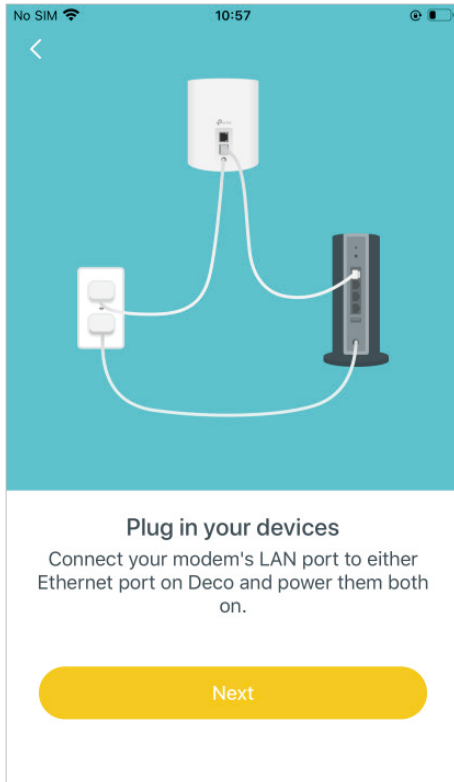 No SIM 10:57
Plug in your devices
Connect your modem's LAN port to either
Ethernet port on Deco and power them both
on.
Next